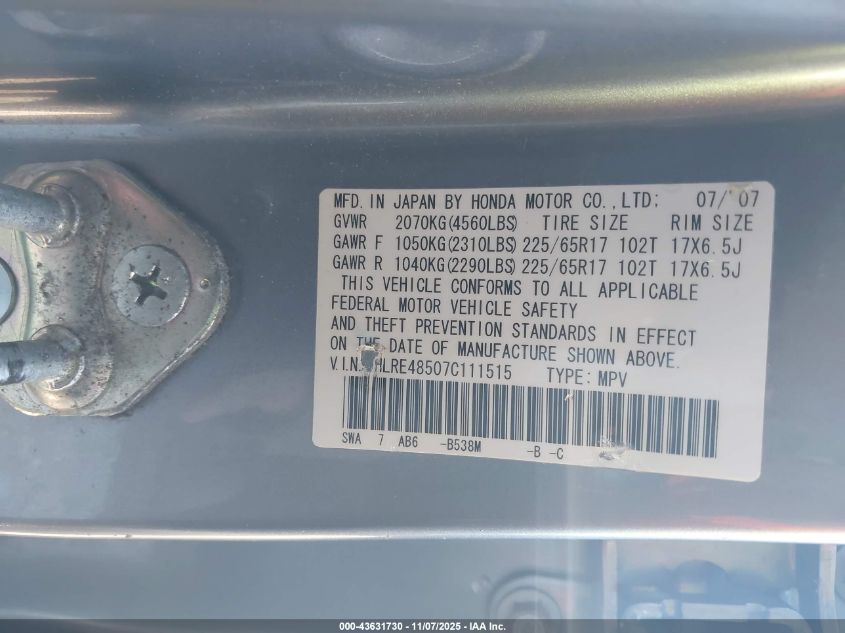 MFD. IN JAPAN BY HONDA MOTOR CO.,LTD: 07/'07
GVWR 2070KG(4560LBS) TIRE SIZE RIM SIZE
GAWR F 1050KG(2310LBS) 225/65R17 102T 17X6.5J
GAWR R 1040KG(2290LBS) 225/65R17 102T 17X6.5J
THIS VEHICLE CONFORMS TO ALL APPLICABLE
FEDERAL MOTOR VEHICLE SAFETY
AND THEFT PREVENTION STANDARDS IN EFFECT
ON THE DATE OF MANUFACTURE SHOWN ABOVE.
V.I.N. HLRE48507C111515 TYPE: MPV
SWA 7 AB6 -B538M -B -C
000-43631730 - 11/07/2025 - IAA Inc.